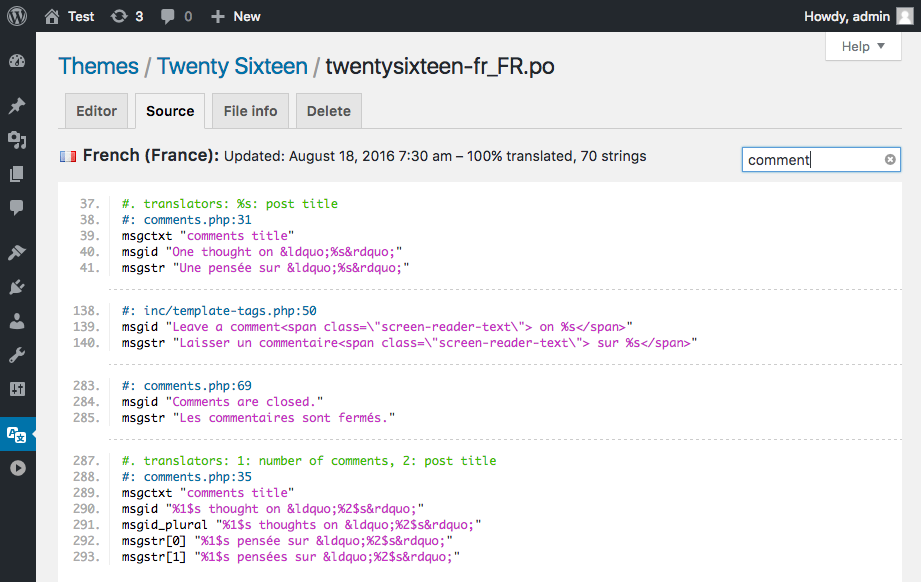 Test 3 0 New Howdy, admin
Help
Themes / Twenty Sixteen / twentysixteen-fr_FR.po
Editor Source File info Delete
French (France): Updated: August 18, 2016 7:30 am – 100% translated, 70 strings comment
37. #. translators: %s: post title
38. #: comments.php:31
39. msgctxt "comments title"
40. msgid "One thought on &ldquo;%s&rdquo;"
41. msgstr "Une pensée sur &ldquo;%s&rdquo;"
138. #: inc/template-tags.php:50
139. msgid "Leave a comment<span class=\"screen-reader-text\"> on %s</span>"
140. msgstr "Laisser un commentaire<span class=\"screen-reader-text\"> sur %s</span>"
283. #: comments.php:69
284. msgid "Comments are closed."
285. msgstr "Les commentaires sont fermés."
287. #. translators: 1: number of comments, 2: post title
288. #: comments.php:35
289. msgctxt "comments title"
290. msgid "%1$s thought on &ldquo;%2$s&rdquo;"
291. msgid_plural "%1$s thoughts on &ldquo;%2$s&rdquo;"
292. msgstr[0] "%1$s pensée sur &ldquo;%2$s&rdquo;"
293. msgstr[1] "%1$s pensées sur &ldquo;%2$s&rdquo;"